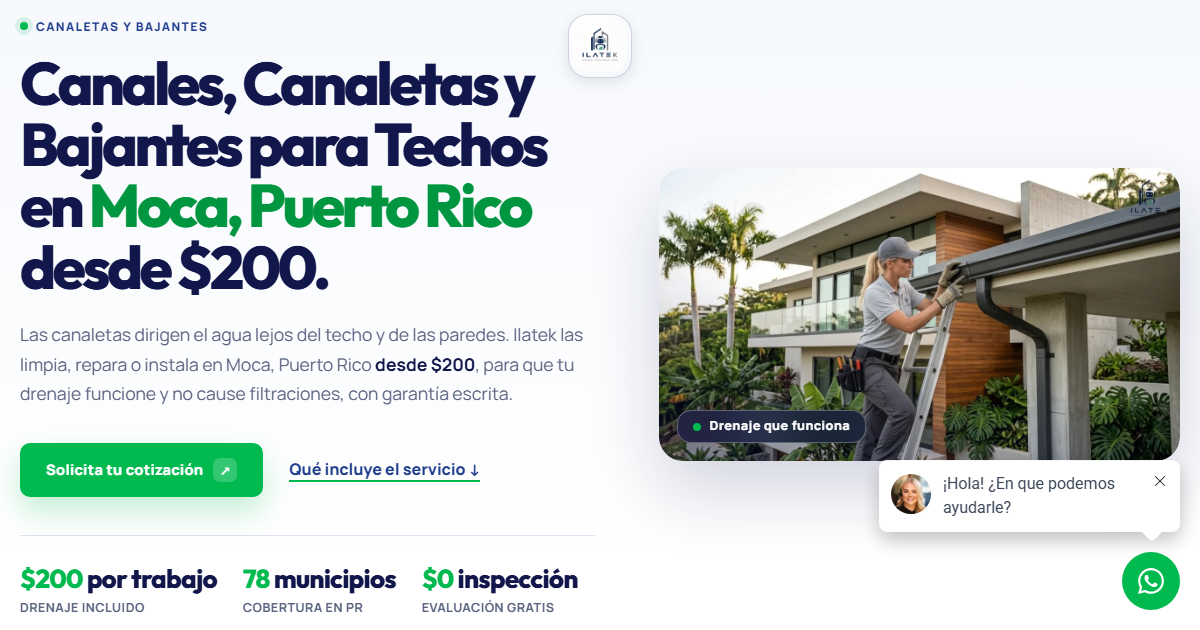 CANALETAS Y BAJANTES
ILATEK
Canales, Canaletas y
Bajantes para Techos
en Moca, Puerto Rico
desde $200.
Las canaletas dirigen el agua lejos del techo y de las paredes. Ilatek las
limpia, repara o instala en Moca, Puerto Rico desde $200, para que tu
drenaje funcione y no cause filtraciones, con garantía escrita.
Solicita tu cotización ↗
Qué incluye el servicio ↓
$200 por trabajo
DRENAJE INCLUIDO
78 municipios
COBERTURA EN PR
$0 inspección
EVALUACIÓN GRATIS
ILATE
Drenaje que funciona
¡Hola! ¿En que podemos
ayudarle?